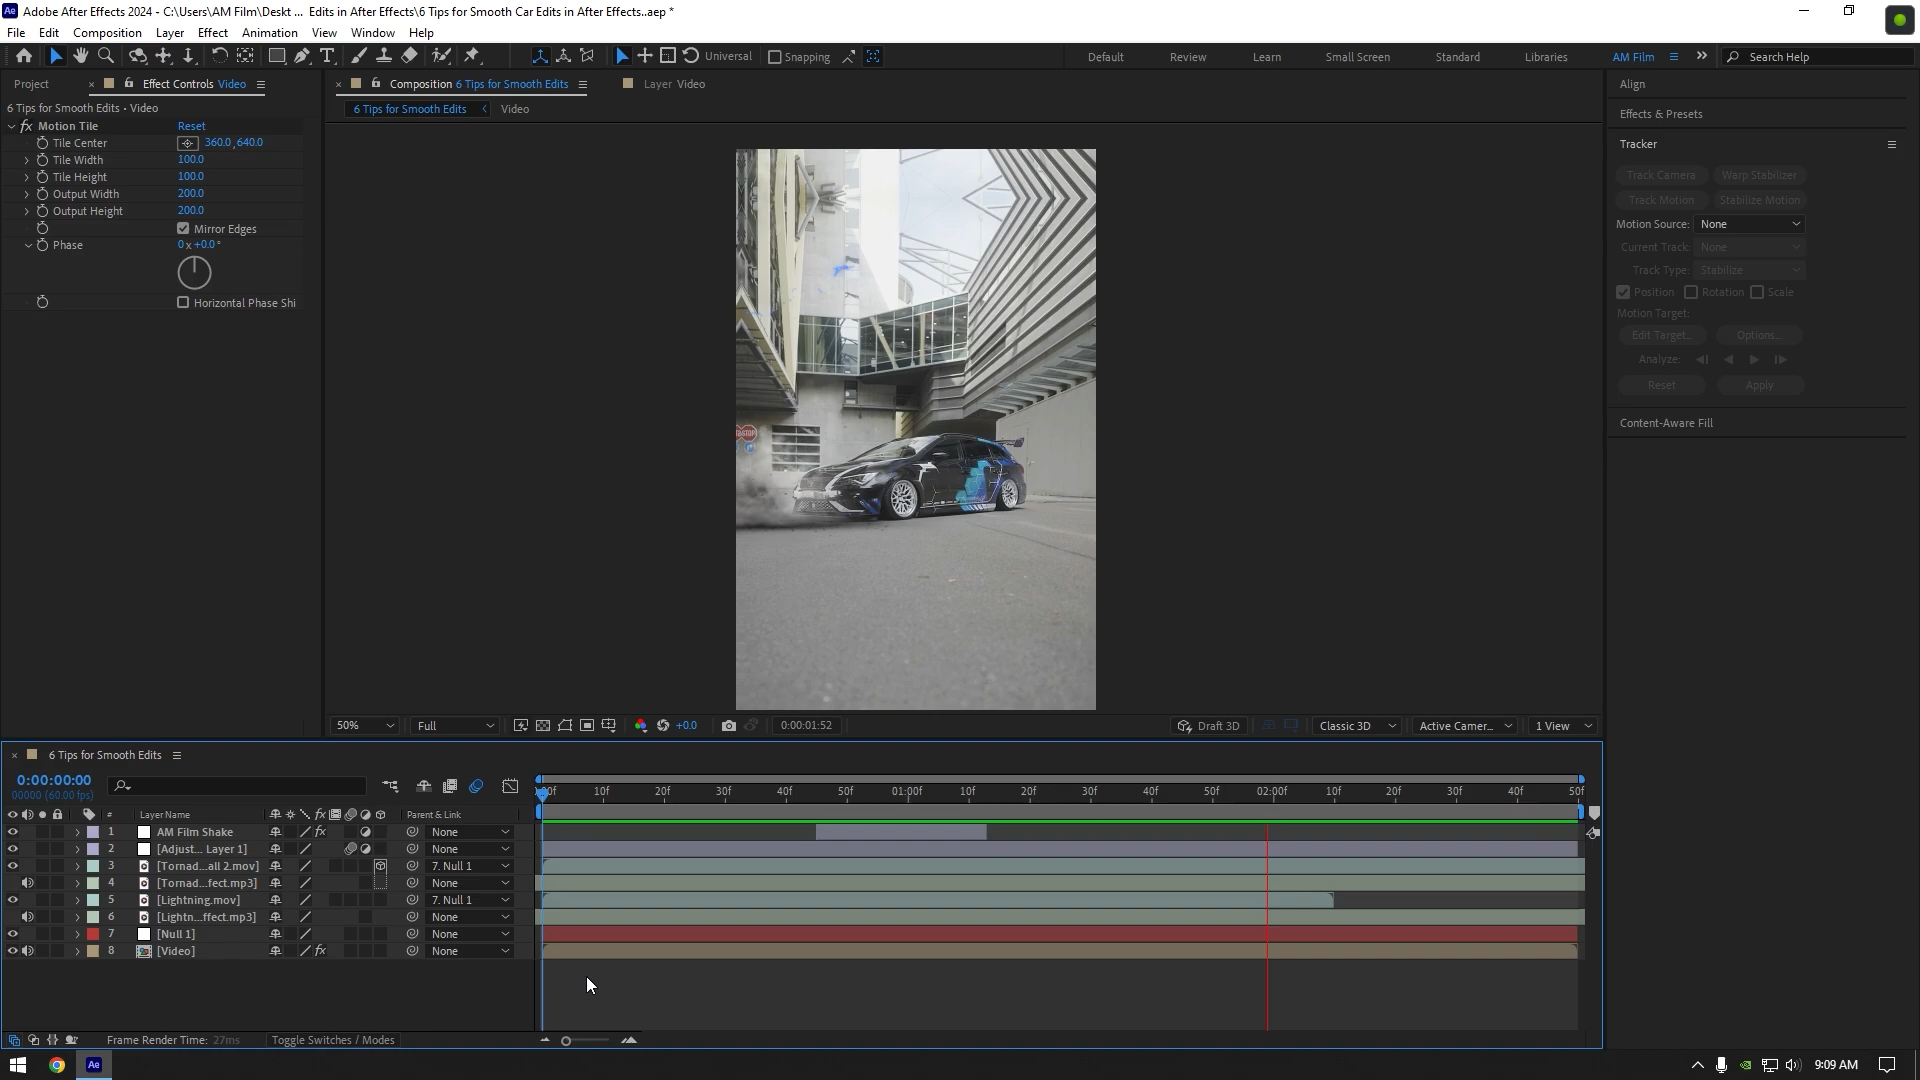 Adobe After Effects 2024 - C:\Users\AM Film\Deskt ... Edits in After Effects\6 Tips for Smooth Car Edits in After Effects..aep *
File Edit Composition Layer Effect Animation View Window Help
Universal Snapping Default Review Learn Small Screen Standard Libraries AM Film Search Help
Project Effect Controls Video
6 Tips for Smooth Edits • Video
fx Motion Tile Reset
Tile Center 360.0,640.0
Tile Width 100.0
Tile Height 100.0
Output Width 200.0
Output Height 200.0
Mirror Edges
Phase 0x+0.0°
Horizontal Phase Shi
Composition 6 Tips for Smooth Edits Layer Video
6 Tips for Smooth Edits Video
STOP
50% Full +0.0 0:00:01:52 Draft 3D Classic 3D Active Camer... 1 View
Align
Effects & Presets
Tracker
Track Camera Warp Stabilizer
Track Motion Stabilize Motion
Motion Source: None
Current Track: None
Track Type: Stabilize
Position Rotation Scale
Motion Target:
Edit Target... Options...
Analyze:
Reset Apply
Content-Aware Fill
6 Tips for Smooth Edits
0:00:00:00
00000 (60.00 fps)
:00f 10f 20f 30f 40f 50f 01:00f 10f 20f 30f 40f 50f 02:00f 10f 20f 30f 40f 50f
# Layer Name fx Parent & Link
1 AM Film Shake fx None
2 [Adjust... Layer 1] None
3 [Tornad...all 2.mov] 7. Null 1
4 [Tornad...fect.mp3] None
5 [Lightning.mov] 7. Null 1
6 [Lightn...ffect.mp3] None
7 [Null 1] None
8 [Video] fx None
Frame Render Time: 27ms Toggle Switches / Modes
Ae 9:09 AM